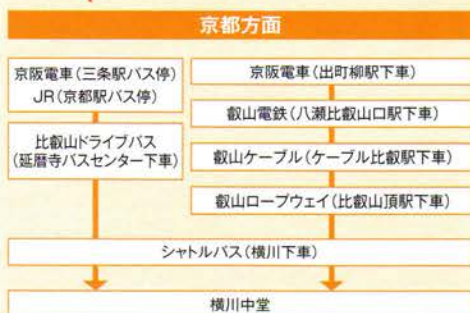 京都方面
京阪電車(三条駅バス停)
JR(京都駅バス停)
比叡山ドライブバス
(延暦寺バスセンター下車)
京阪電車(出町柳駅下車)
叡山電鉄(八瀬比叡山口駅下車)
叡山ケーブル(ケーブル比叡駅下車)
叡山ロープウェイ(比叡山頂駅下車)
シャトルバス(横川下車)
横川中堂